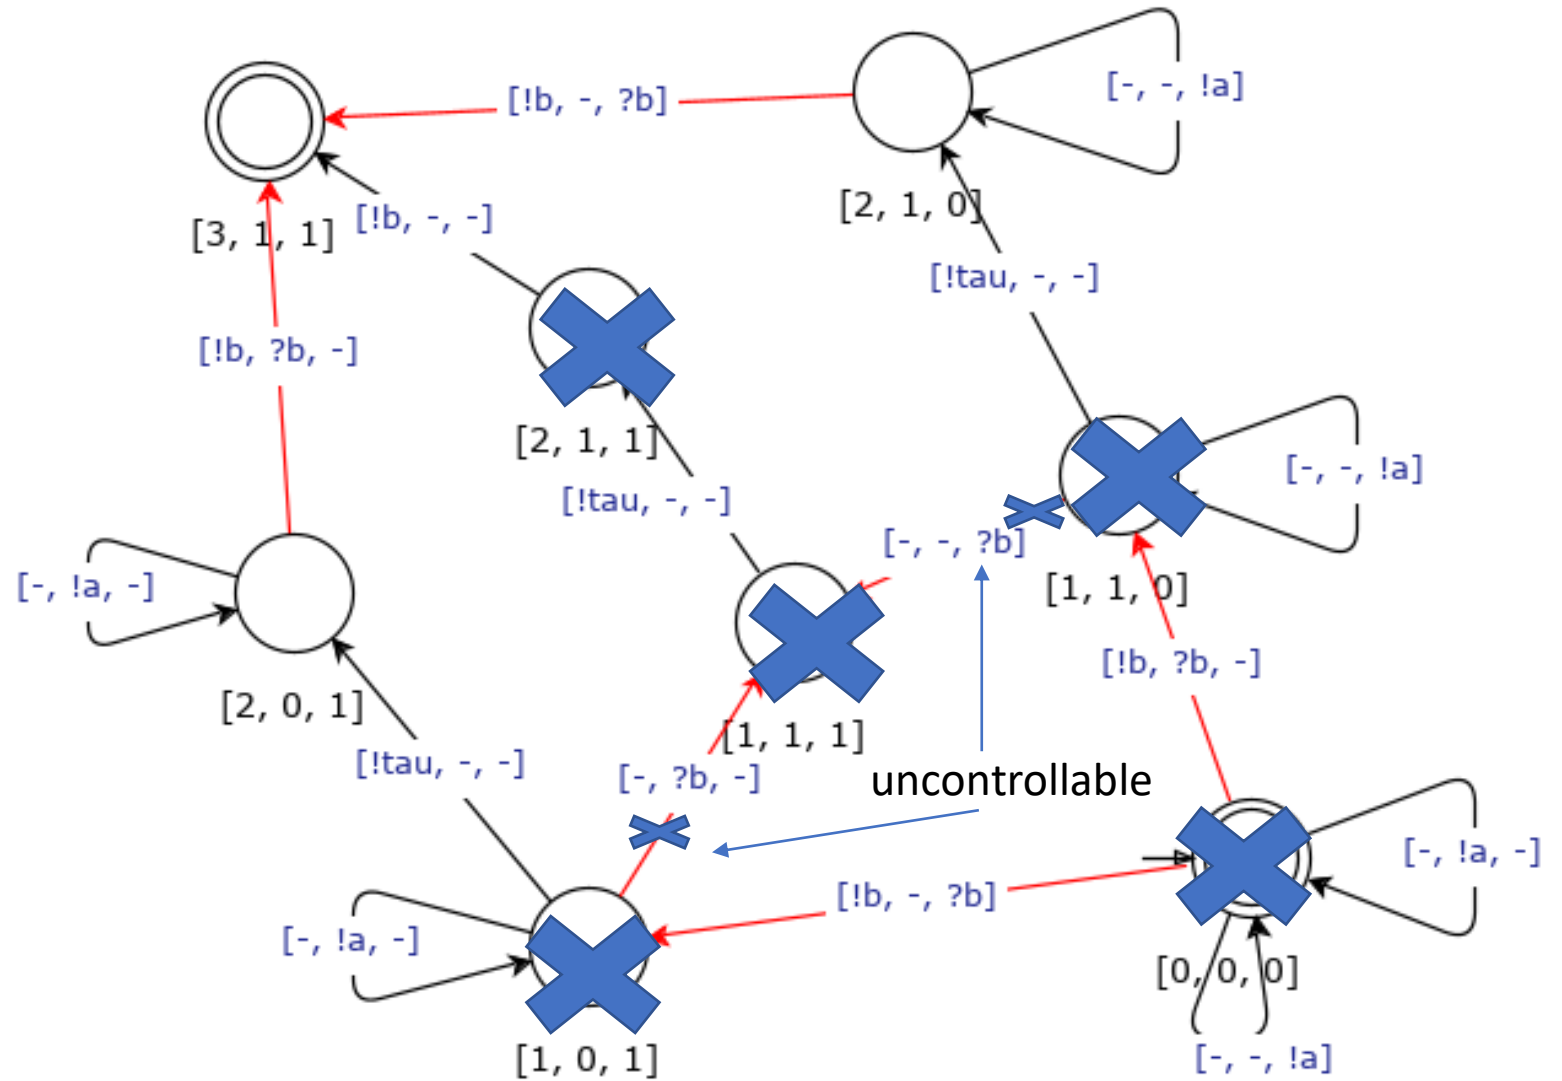 [-, -, !a]
[!b, -, ?b]
[2, 1, 0]
[3, 1, 1]
[!b, -, -]
[!tau, -, -]
[!b, ?b, -]
[2, 1, 1]
[-, -, !a]
[!tau, -, -]
[-, -, ?b]
[1, 1, 0]
[-, !a, -]
[!b, ?b, -]
[2, 0, 1]
[1, 1, 1]
[!tau, -, -]
[-, ?b, -]
uncontrollable
[-, !a, -]
[!b, -, ?b]
[-, !a, -]
[0, 0, 0]
[1, 0, 1]
[-, -, !a]